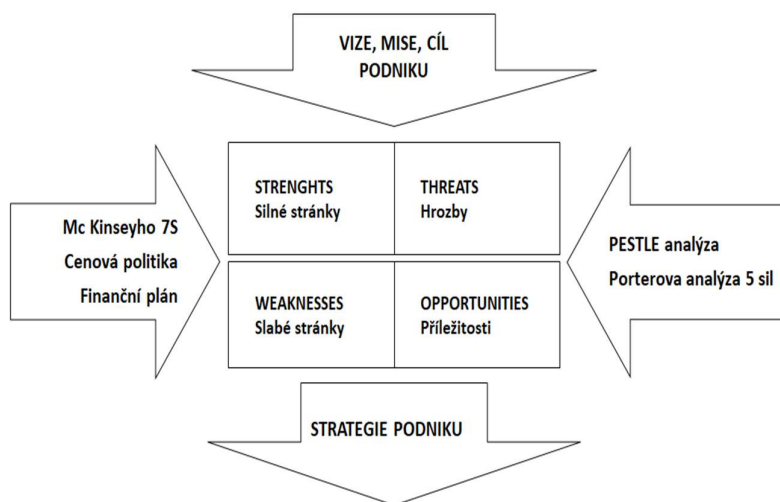 VIZE, MISE, CÍL
PODNIKU
STRENGHTS
Silné stránky
THREATS
Hrozby
Mc Kinseyho 7S
Cenová politika
Finanční plán
PESTLE analýza
Porterova analýza 5 sil
WEAKNESSES
Slabé stránky
OPPORTUNITIES
Příležitosti
STRATEGIE PODNIKU